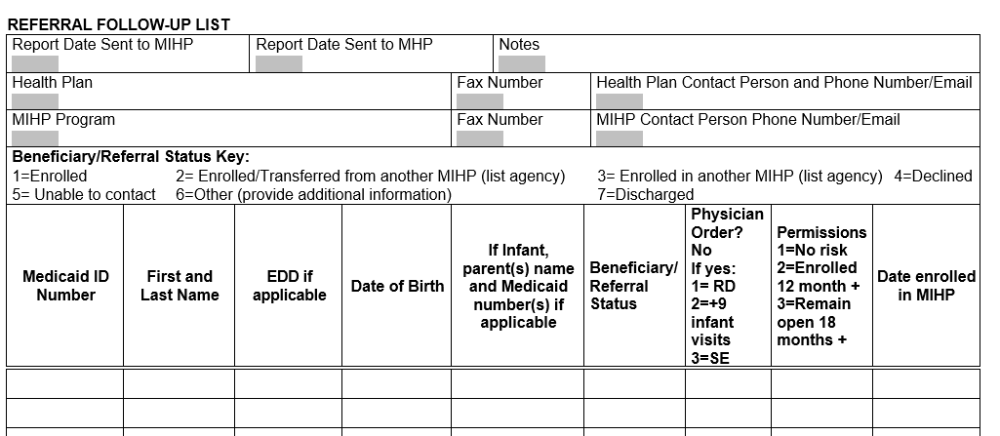 REFERRAL FOLLOW-UP LIST
Report Date Sent to MIHP
Report Date Sent to MHP
Notes
Health Plan
Fax Number
Health Plan Contact Person and Phone Number/Email
MIHP Program
Fax Number
MIHP Contact Person Phone Number/Email
Beneficiary/Referral Status Key:
1=Enrolled 2= Enrolled/Transferred from another MIHP (list agency) 3= Enrolled in another MIHP (list agency) 4=Declined
5= Unable to contact 6=Other (provide additional information) 7=Discharged
Medicaid ID
Number
First and
Last Name
EDD if
applicable
Date of Birth
If Infant,
parent(s) name
and Medicaid
number(s) if
applicable
Beneficiary/
Referral
Status
Physician
Order?
No
If yes:
1= RD
2=+9
infant
visits
3=SE
Permissions
1=No risk
2=Enrolled
12 month +
3=Remain
open 18
months +
Date enrolled
in MIHP